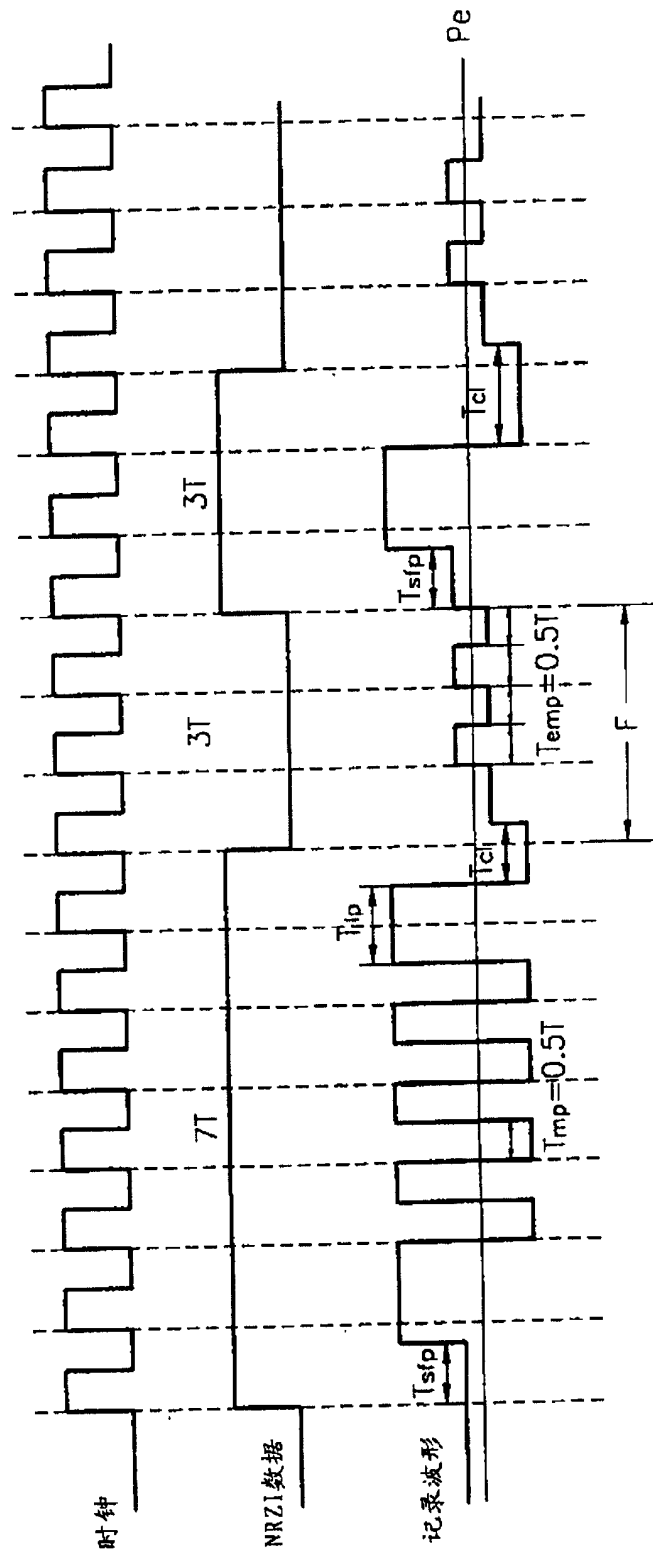 时钟
NRZI数据
7T
3T
3T
记录波形
Tsfp
Tmp=0.5T
Tlp
Tcl
Temp=0.5T
F
Tsfp
Tcl
Pe